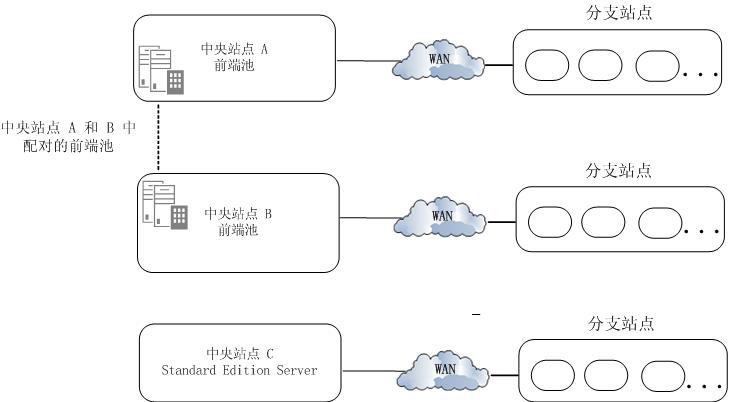 分支站点
中央站点 A
前端池
WAN
中央站点 A 和 B 中
配对的前端池
分支站点
中央站点 B
前端池
WAN
分支站点
中央站点 C
Standard Edition Server
WAN